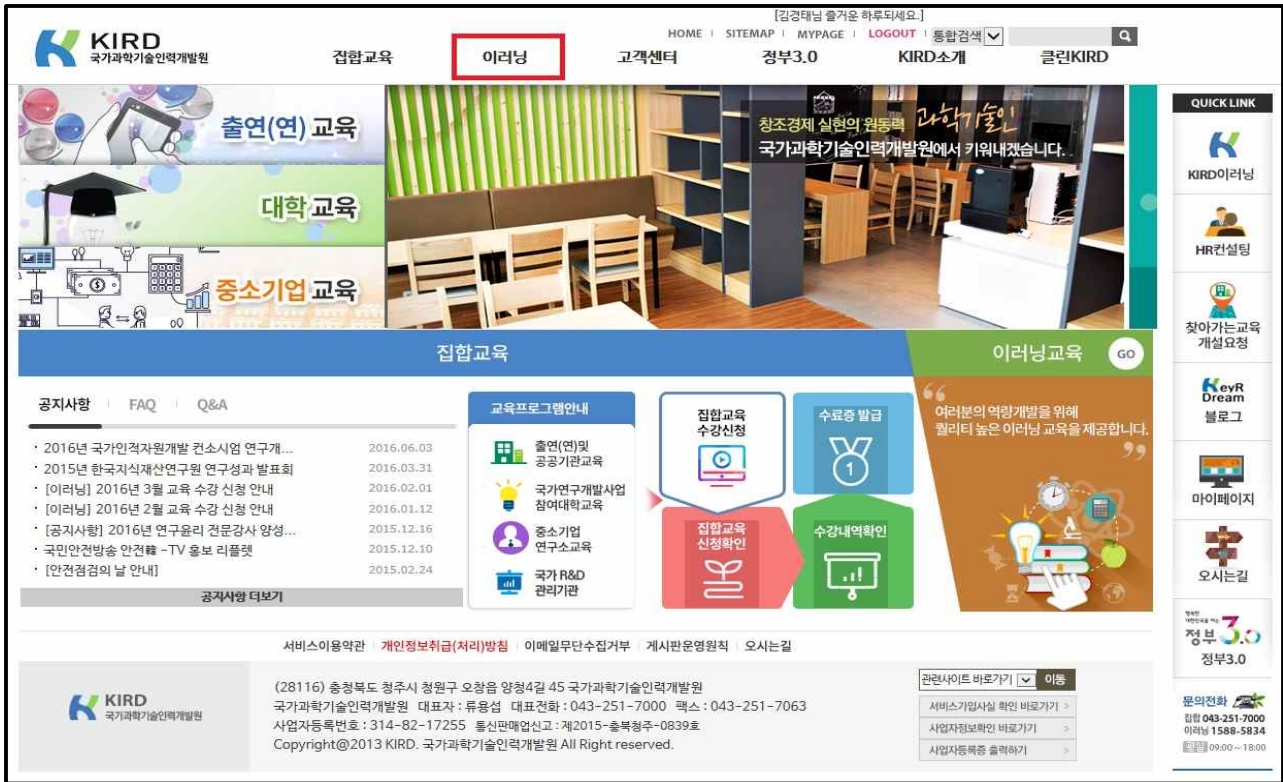 [김경태님 즐거운 하루되세요.]
HOME SITEMAP MYPAGE LOGOUT 통합검색
KIRD
국가과학기술인력개발원
집합교육 이러닝 고객센터 정부3.0 KIRD소개 클린KIRD
출연(연) 교육
대학 교육
중소기업 교육
창조경제 실현의 원동력 과학기술인
국가과학기술인력개발원에서 키워내겠습니다.
QUICK LINK
KIRD이러닝
HR컨설팅
찾아가는교육
개설요청
KeyR
Dream
블로그
마이페이지
오시는길
정부3.0
정부3.0
문의전화
집합 043-251-7000
이러닝 1588-5834
평일 09:00 ~ 18:00
집합교육
이러닝교육 GO
공지사항 FAQ Q&A
2016년 국가인적자원개발 컨소시엄 연구개... 2016.06.03
2015년 한국지식재산연구원 연구성과 발표회 2016.03.31
[이러닝] 2016년 3월 교육 수강 신청 안내 2016.02.01
[이러닝] 2016년 2월 교육 수강 신청 안내 2016.01.12
[공지사항] 2016년 연구윤리 전문강사 양성... 2015.12.16
국민안전방송 안전韓 -TV 홍보 리플렛 2015.12.10
[안전점검의 날 안내] 2015.02.24
공지사항 더보기
교육프로그램안내
출연(연)및
공공기관교육
국가연구개발사업
참여대학교육
중소기업
연구소교육
국가 R&D
관리기관
집합교육
수강신청
수료증 발급
1
집합교육
신청확인
수강내역확인
여러분의 역량개발을 위해
퀄리티 높은 이러닝 교육을 제공합니다.
서비스이용약관 개인정보취급(처리)방침 이메일무단수집거부 게시판운영원칙 오시는길
KIRD
국가과학기술인력개발원
(28116) 충청북도 청주시 청원구 오창읍 양청4길 45 국가과학기술인력개발원
국가과학기술인력개발원 대표자 : 류용섭 대표전화 : 043-251-7000 팩스 : 043-251-7063
사업자등록번호 : 314-82-17255 통신판매업신고 : 제2015-충북청주-0839호
Copyright@2013 KIRD. 국가과학기술인력개발원 All Right reserved.
관련사이트 바로가기 이동
서비스가입사실 확인 바로가기 >
사업자정보확인 바로가기 >
사업자등록증 출력하기 >